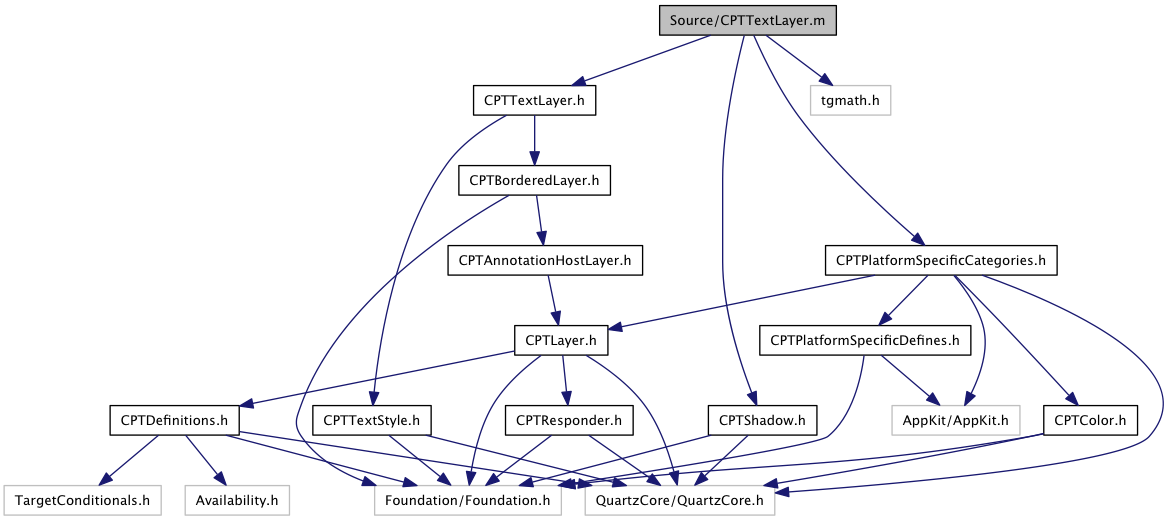 Source/CPTTextLayer.m
CPTTextLayer.h
tgmath.h
CPTBorderedLayer.h
CPTAnnotationHostLayer.h
CPTPlatformSpecificCategories.h
CPTLayer.h
CPTPlatformSpecificDefines.h
CPTDefinitions.h
CPTTextStyle.h
CPTResponder.h
CPTShadow.h
AppKit/AppKit.h
CPTColor.h
TargetConditionals.h
Availability.h
Foundation/Foundation.h
QuartzCore/QuartzCore.h